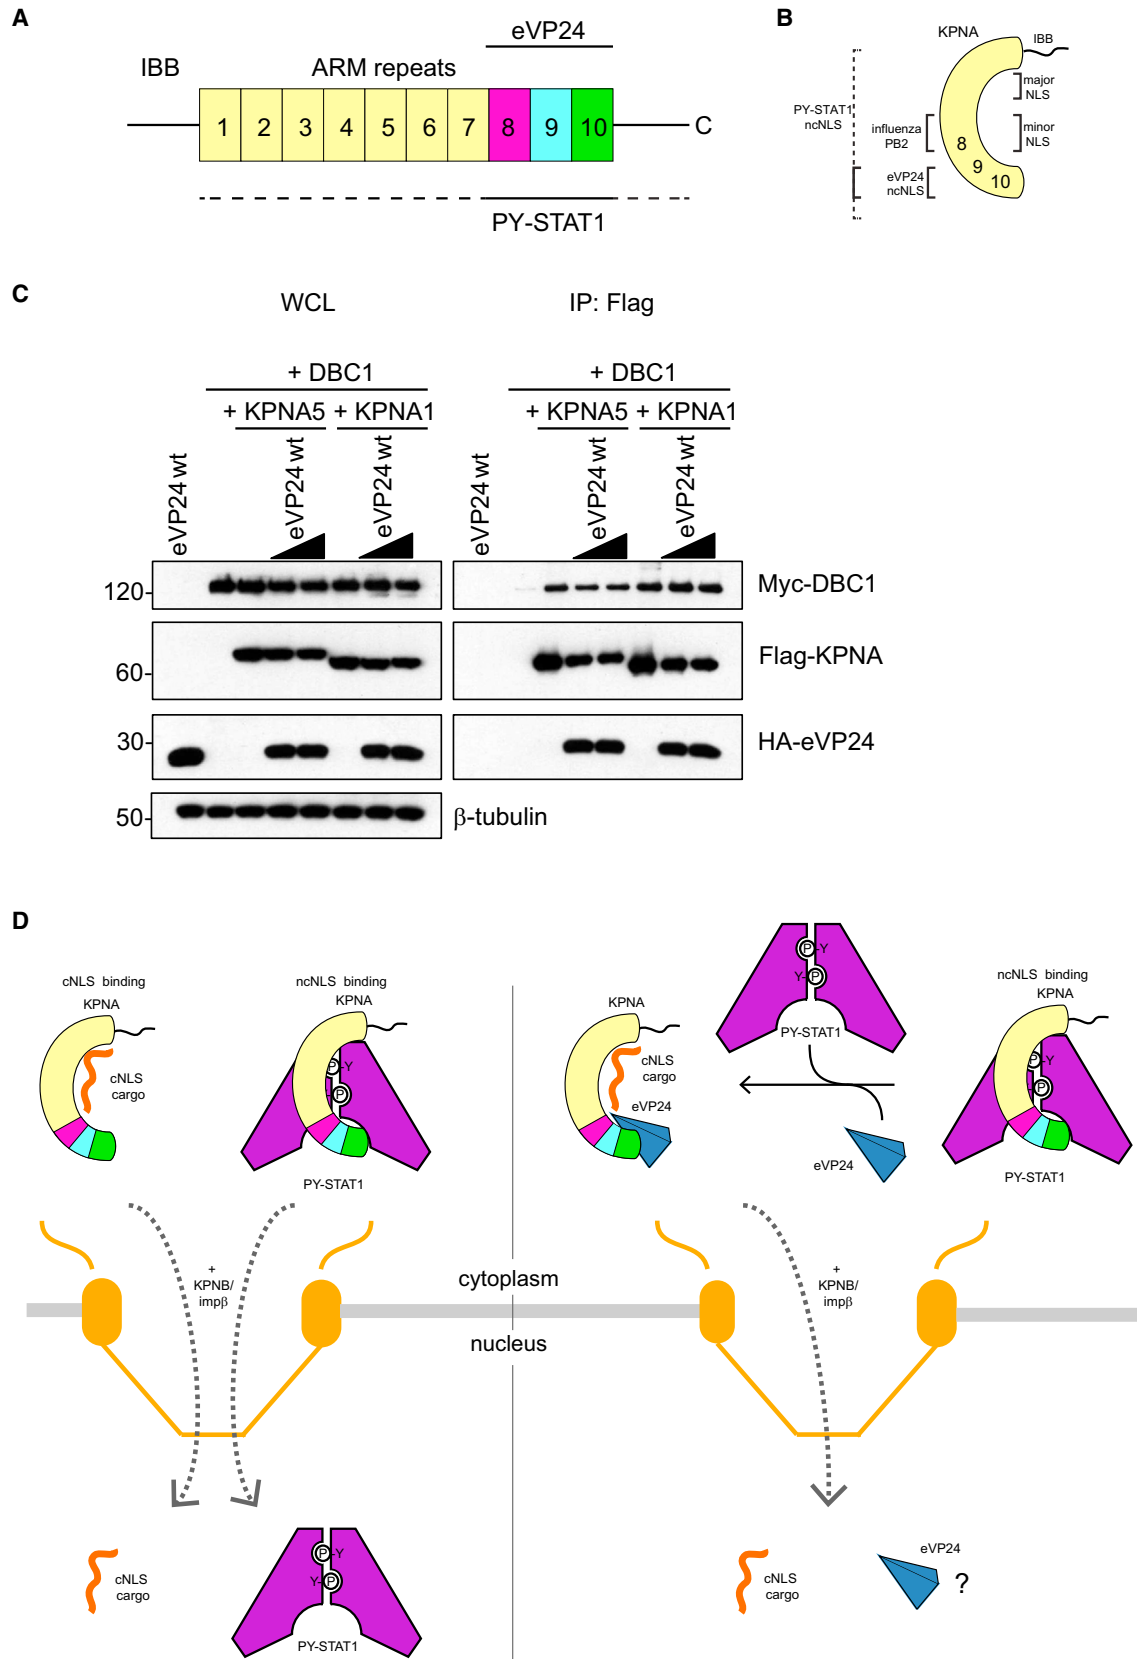 A
eVP24
IBB
ARM repeats
1 2 3 4 5 6 7 8 9 10
C
PY-STAT1
B
KPNA
IBB
major
NLS
PY-STAT1
ncNLS
influenza
PB2
minor
NLS
8
9
10
eVP24
ncNLS
C
WCL
IP: Flag
+ DBC1
+ DBC1
+ KPNA5 + KPNA1
+ KPNA5 + KPNA1
eVP24 wt
eVP24 wt
eVP24 wt
eVP24 wt
eVP24 wt
eVP24 wt
120-
Myc-DBC1
60-
Flag-KPNA
30-
HA-eVP24
50-
β-tubulin
D
cNLS binding
KPNA
cNLS
cargo
ncNLS binding
KPNA
P-Y
P
PY-STAT1
KPNA
cNLS
cargo
eVP24
P-Y
Y-P
PY-STAT1
eVP24
ncNLS binding
KPNA
P-Y
P
PY-STAT1
+
KPNB/
impβ
cytoplasm
nucleus
+
KPNB/
impβ
cNLS
cargo
P-Y
Y-P
PY-STAT1
cNLS
cargo
eVP24
?